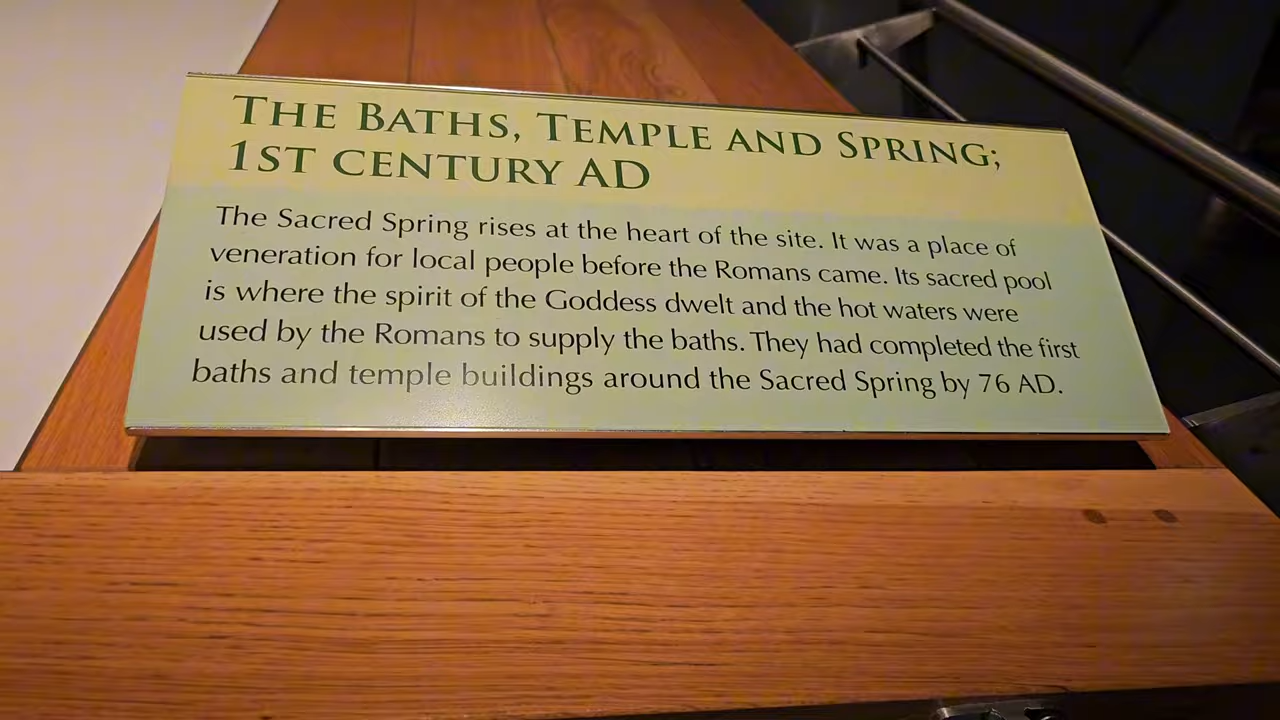 THE BATHS, TEMPLE AND SPRING;
1ST CENTURY AD
The Sacred Spring rises at the heart of the site. It was a place of
veneration for local people before the Romans came. Its sacred pool
is where the spirit of the Goddess dwelt and the hot waters were
used by the Romans to supply the baths. They had completed the first
baths and temple buildings around the Sacred Spring by 76 AD.